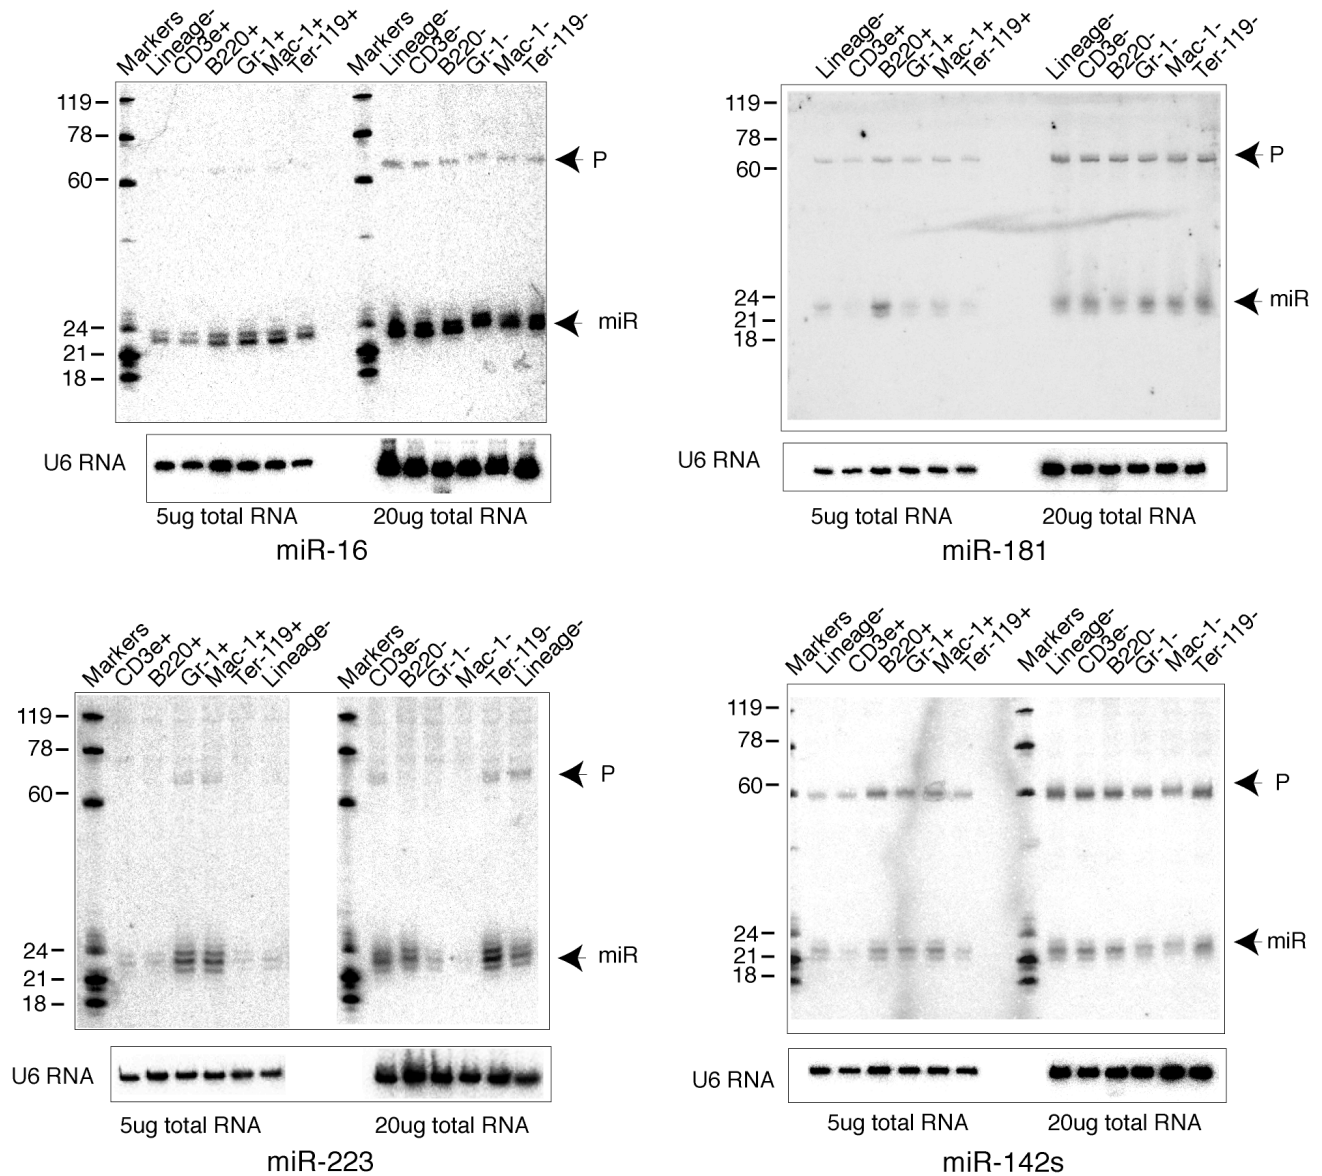 Markers Lineage- CD3e+ B220+ Gr-1+ Mac-1+ Ter-119+ Markers Lineage- CD3e- B220- Gr-1- Mac-1- Ter-119-
119
78
60
24
21
18
P
miR
U6 RNA
5ug total RNA 20ug total RNA
miR-16
Lineage- CD3e+ B220+ Gr-1+ Mac-1+ Ter-119+ Lineage- CD3e- B220- Gr-1- Mac-1- Ter-119-
119
78
60
24
21
18
P
miR
U6 RNA
5ug total RNA 20ug total RNA
miR-181
Markers CD3e+ B220+ Gr-1+ Mac-1+ Ter-119+ Lineage- Markers CD3e- B220- Gr-1- Mac-1- Ter-119- Lineage-
119
78
60
24
21
18
P
miR
U6 RNA
5ug total RNA 20ug total RNA
miR-223
Markers Lineage- CD3e+ B220+ Gr-1+ Mac-1+ Ter-119+ Markers Lineage- CD3e- B220- Gr-1- Mac-1- Ter-119-
119
78
60
24
21
18
P
miR
U6 RNA
5ug total RNA 20ug total RNA
miR-142s